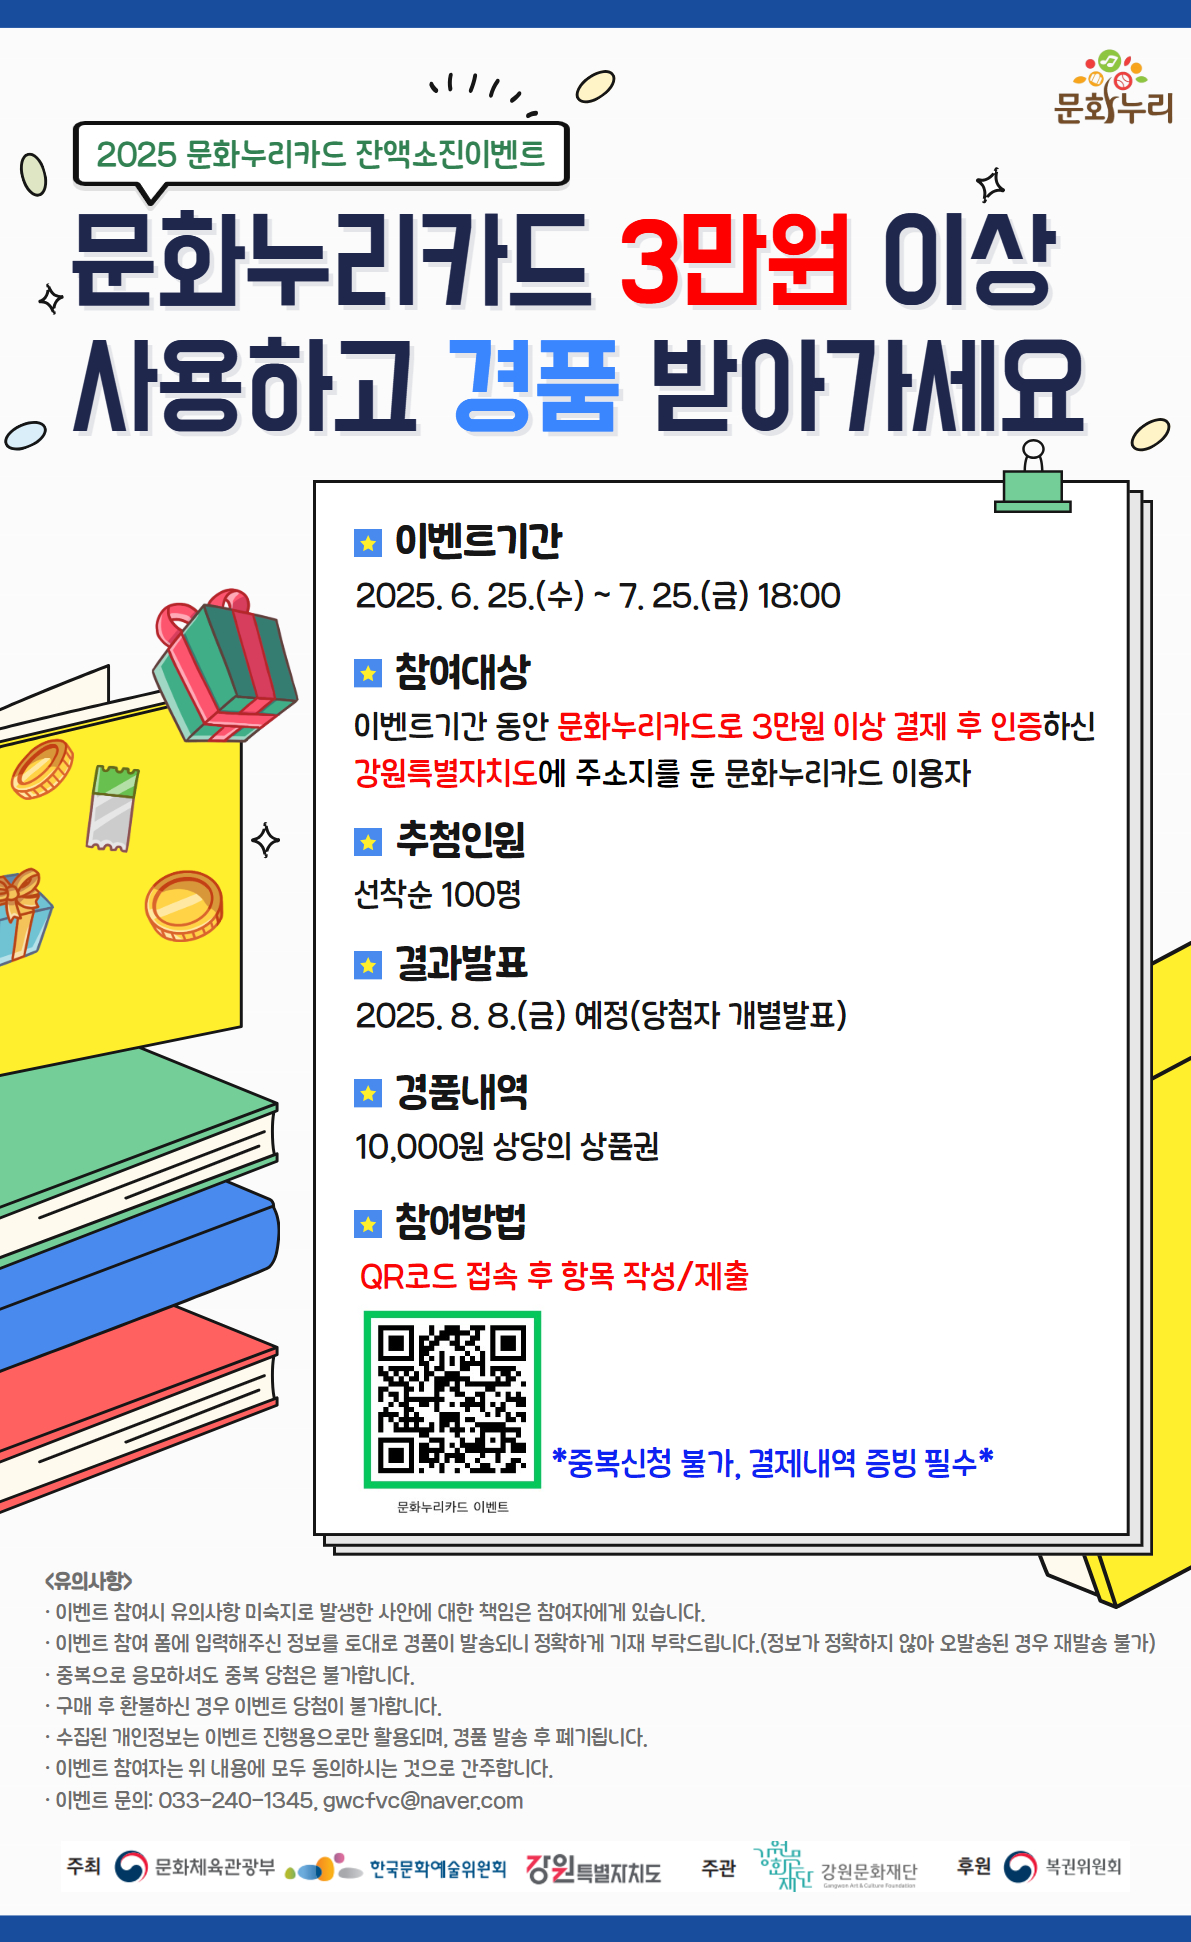 문화누리
2025 문화누리카드 잔액소진이벤트
문화누리카드 3만원 이상
사용하고 경품 받아가세요
이벤트기간
2025. 6. 25.(수) ~ 7. 25.(금) 18:00
참여대상
이벤트기간 동안 문화누리카드로 3만원 이상 결제 후 인증하신
강원특별자치도에 주소지를 둔 문화누리카드 이용자
추첨인원
선착순 100명
결과발표
2025. 8. 8.(금) 예정(당첨자 개별발표)
경품내역
10,000원 상당의 상품권
참여방법
QR코드 접속 후 항목 작성/제출
*중복신청 불가, 결제내역 증빙 필수*
문화누리카드 이벤트
<유의사항>
· 이벤트 참여시 유의사항 미숙지로 발생한 사안에 대한 책임은 참여자에게 있습니다.
· 이벤트 참여 폼에 입력해주신 정보를 토대로 경품이 발송되니 정확하게 기재 부탁드립니다.(정보가 정확하지 않아 오발송된 경우 재발송 불가)
· 중복으로 응모하셔도 중복 당첨은 불가합니다.
· 구매 후 환불하신 경우 이벤트 당첨이 불가합니다.
· 수집된 개인정보는 이벤트 진행용으로만 활용되며, 경품 발송 후 폐기됩니다.
· 이벤트 참여자는 위 내용에 모두 동의하시는 것으로 간주합니다.
· 이벤트 문의: 033-240-1345, gwcfvc@naver.com
주최 문화체육관광부 한국문화예술위원회 강원특별자치도 주관 강원문화재단 강원문화재단 후원 복권위원회
Gangwon Art & Culture Foundation